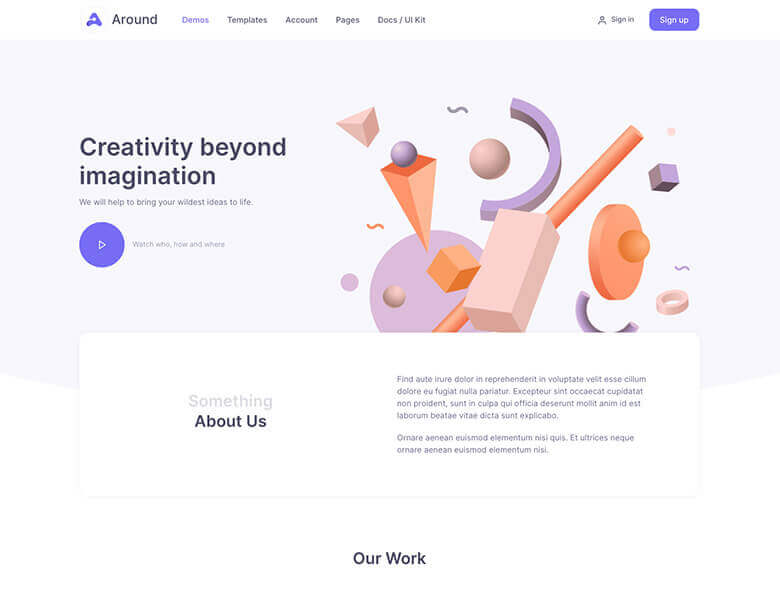 Around
Demos
Templates
Account
Pages
Docs / UI Kit
Sign in
Sign up
Creativity beyond
imagination
We will help to bring your wildest ideas to life.
Watch who, how and where
Something
About Us
Find aute irure dolor in reprehenderit in voluptate velit esse cillum
dolore eu fugiat nulla pariatur. Excepteur sint occaecat cupidatat
non proident, sunt in culpa qui officia deserunt mollit anim id est
laborum beatae vitae dicta sunt explicabo.
Ornare aenean euismod elementum nisi quis. Et ultrices neque
ornare aenean euismod elementum nisi.
Our Work